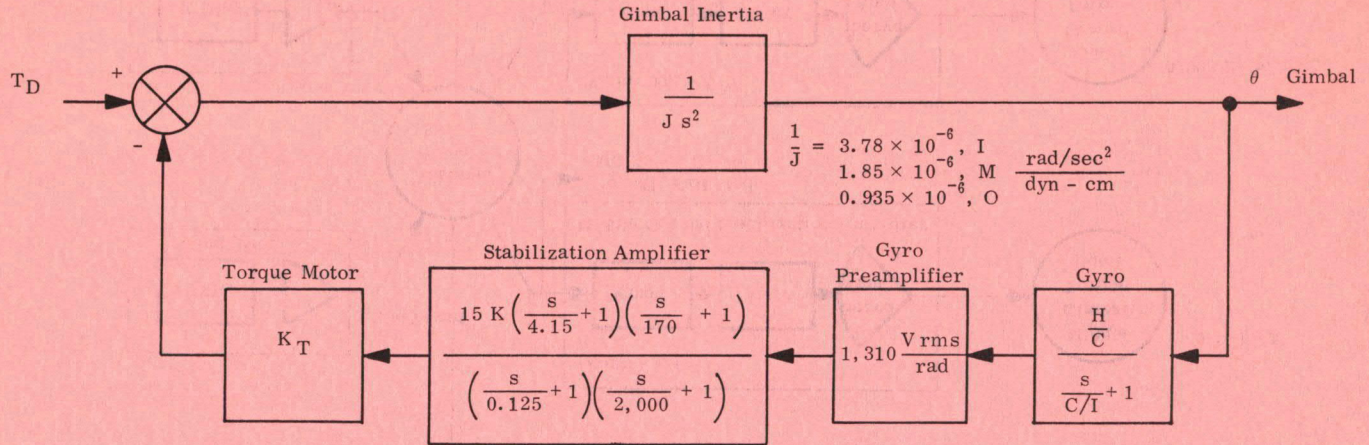 Gimbal Inertia
T_D
+
-
1
J s²
θ Gimbal
1/J = 3.78 × 10⁻⁶, I
1.85 × 10⁻⁶, M rad/sec²
0.935 × 10⁻⁶, O dyn - cm
Torque Motor
K_T
Stabilization Amplifier
15 K (s/4.15 + 1)(s/170 + 1)
(s/0.125 + 1)(s/2,000 + 1)
Gyro
Preamplifier
1,310 V rms/rad
Gyro
H/C
s/C/I + 1